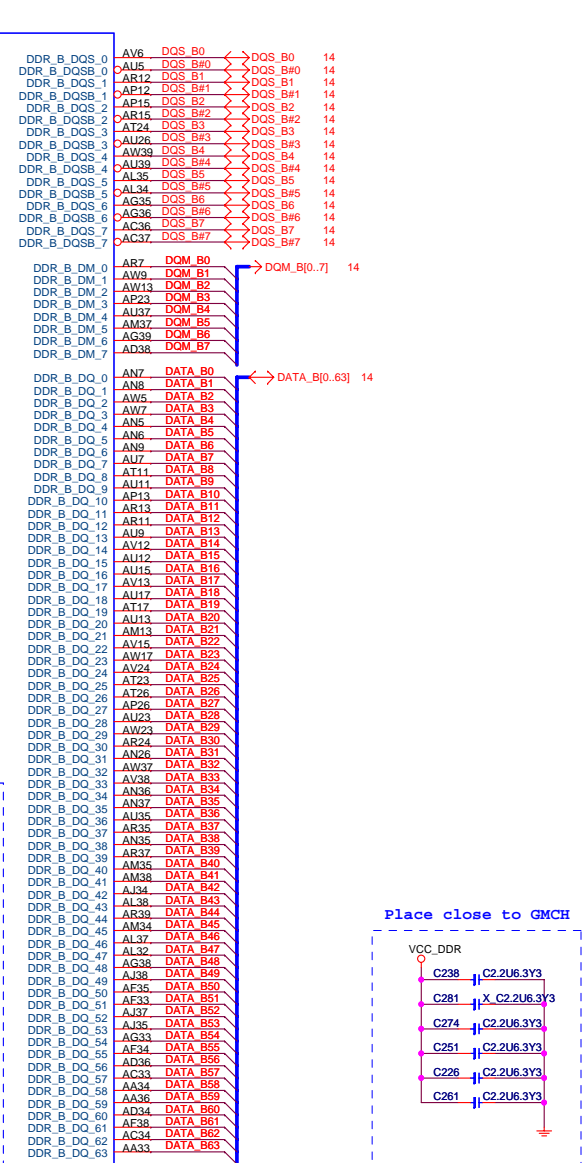 DDR_B_DQS_0 AV6 DQS_B0 DQS_B0 14
DDR_B_DQSB_0 AU5 DQS_B#0 DQS_B#0 14
DDR_B_DQS_1 AR12 DQS_B1 DQS_B1 14
DDR_B_DQSB_1 AP12 DQS_B#1 DQS_B#1 14
DDR_B_DQS_2 AP15 DQS_B2 DQS_B2 14
DDR_B_DQSB_2 AR15 DQS_B#2 DQS_B#2 14
DDR_B_DQS_3 AT24 DQS_B3 DQS_B3 14
DDR_B_DQSB_3 AU26 DQS_B#3 DQS_B#3 14
DDR_B_DQS_4 AW39 DQS_B4 DQS_B4 14
DDR_B_DQSB_4 AU39 DQS_B#4 DQS_B#4 14
DDR_B_DQS_5 AL35 DQS_B5 DQS_B5 14
DDR_B_DQSB_5 AL34 DQS_B#5 DQS_B#5 14
DDR_B_DQS_6 AG35 DQS_B6 DQS_B6 14
DDR_B_DQSB_6 AG36 DQS_B#6 DQS_B#6 14
DDR_B_DQS_7 AC36 DQS_B7 DQS_B7 14
DDR_B_DQSB_7 AC37 DQS_B#7 DQS_B#7 14
DDR_B_DM_0 AR7 DQM_B0 DQM_B[0..7] 14
DDR_B_DM_1 AW9 DQM_B1
DDR_B_DM_2 AW13 DQM_B2
DDR_B_DM_3 AP23 DQM_B3
DDR_B_DM_4 AU37 DQM_B4
DDR_B_DM_5 AM37 DQM_B5
DDR_B_DM_6 AG39 DQM_B6
DDR_B_DM_7 AD38 DQM_B7
DDR_B_DQ_0 AN7 DATA_B0 DATA_B[0..63] 14
DDR_B_DQ_1 AN8 DATA_B1
DDR_B_DQ_2 AW5 DATA_B2
DDR_B_DQ_3 AW7 DATA_B3
DDR_B_DQ_4 AN5 DATA_B4
DDR_B_DQ_5 AN6 DATA_B5
DDR_B_DQ_6 AN9 DATA_B6
DDR_B_DQ_7 AU7 DATA_B7
DDR_B_DQ_8 AT11 DATA_B8
DDR_B_DQ_9 AU11 DATA_B9
DDR_B_DQ_10 AP13 DATA_B10
DDR_B_DQ_11 AR13 DATA_B11
DDR_B_DQ_12 AR11 DATA_B12
DDR_B_DQ_13 AU9 DATA_B13
DDR_B_DQ_14 AV12 DATA_B14
DDR_B_DQ_15 AU12 DATA_B15
DDR_B_DQ_16 AU15 DATA_B16
DDR_B_DQ_17 AV13 DATA_B17
DDR_B_DQ_18 AU17 DATA_B18
DDR_B_DQ_19 AT17 DATA_B19
DDR_B_DQ_20 AU13 DATA_B20
DDR_B_DQ_21 AM13 DATA_B21
DDR_B_DQ_22 AV15 DATA_B22
DDR_B_DQ_23 AW17 DATA_B23
DDR_B_DQ_24 AV24 DATA_B24
DDR_B_DQ_25 AT23 DATA_B25
DDR_B_DQ_26 AT26 DATA_B26
DDR_B_DQ_27 AP26 DATA_B27
DDR_B_DQ_28 AU23 DATA_B28
DDR_B_DQ_29 AW23 DATA_B29
DDR_B_DQ_30 AR24 DATA_B30
DDR_B_DQ_31 AN26 DATA_B31
DDR_B_DQ_32 AW37 DATA_B32
DDR_B_DQ_33 AV38 DATA_B33
DDR_B_DQ_34 AN36 DATA_B34
DDR_B_DQ_35 AN37 DATA_B35
DDR_B_DQ_36 AU35 DATA_B36
DDR_B_DQ_37 AR35 DATA_B37
DDR_B_DQ_38 AN35 DATA_B38
DDR_B_DQ_39 AR37 DATA_B39
DDR_B_DQ_40 AM35 DATA_B40
DDR_B_DQ_41 AM38 DATA_B41
DDR_B_DQ_42 AJ34 DATA_B42
DDR_B_DQ_43 AL38 DATA_B43
DDR_B_DQ_44 AR39 DATA_B44
DDR_B_DQ_45 AM34 DATA_B45
DDR_B_DQ_46 AL37 DATA_B46
DDR_B_DQ_47 AL32 DATA_B47
DDR_B_DQ_48 AG38 DATA_B48
DDR_B_DQ_49 AJ38 DATA_B49
DDR_B_DQ_50 AF35 DATA_B50
DDR_B_DQ_51 AF33 DATA_B51
DDR_B_DQ_52 AJ37 DATA_B52
DDR_B_DQ_53 AJ35 DATA_B53
DDR_B_DQ_54 AG33 DATA_B54
DDR_B_DQ_55 AF34 DATA_B55
DDR_B_DQ_56 AD36 DATA_B56
DDR_B_DQ_57 AC33 DATA_B57
DDR_B_DQ_58 AA34 DATA_B58
DDR_B_DQ_59 AA36 DATA_B59
DDR_B_DQ_60 AD34 DATA_B60
DDR_B_DQ_61 AF38 DATA_B61
DDR_B_DQ_62 AC34 DATA_B62
DDR_B_DQ_63 AA33 DATA_B63
Place close to GMCH
VCC_DDR
C238 C2.2U6.3Y3
C281 X_C2.2U6.3Y3
C274 C2.2U6.3Y3
C251 C2.2U6.3Y3
C226 C2.2U6.3Y3
C261 C2.2U6.3Y3